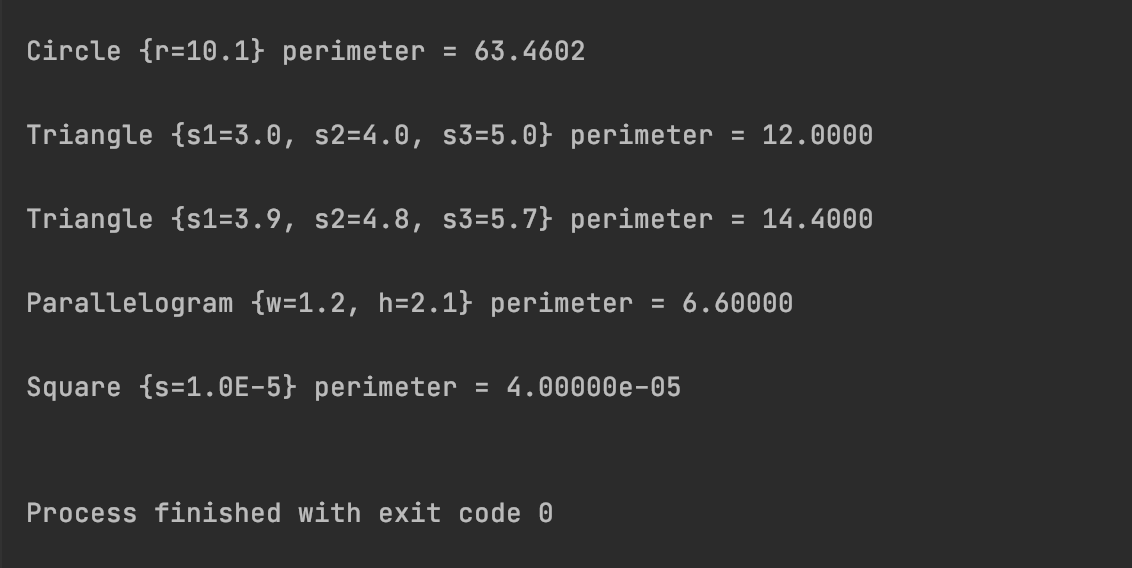 Circle {r=10.1} perimeter = 63.4602
Triangle {s1=3.0, s2=4.0, s3=5.0} perimeter = 12.0000
Triangle {s1=3.9, s2=4.8, s3=5.7} perimeter = 14.4000
Parallelogram {w=1.2, h=2.1} perimeter = 6.60000
Square {s=1.0E-5} perimeter = 4.00000e-05
Process finished with exit code 0